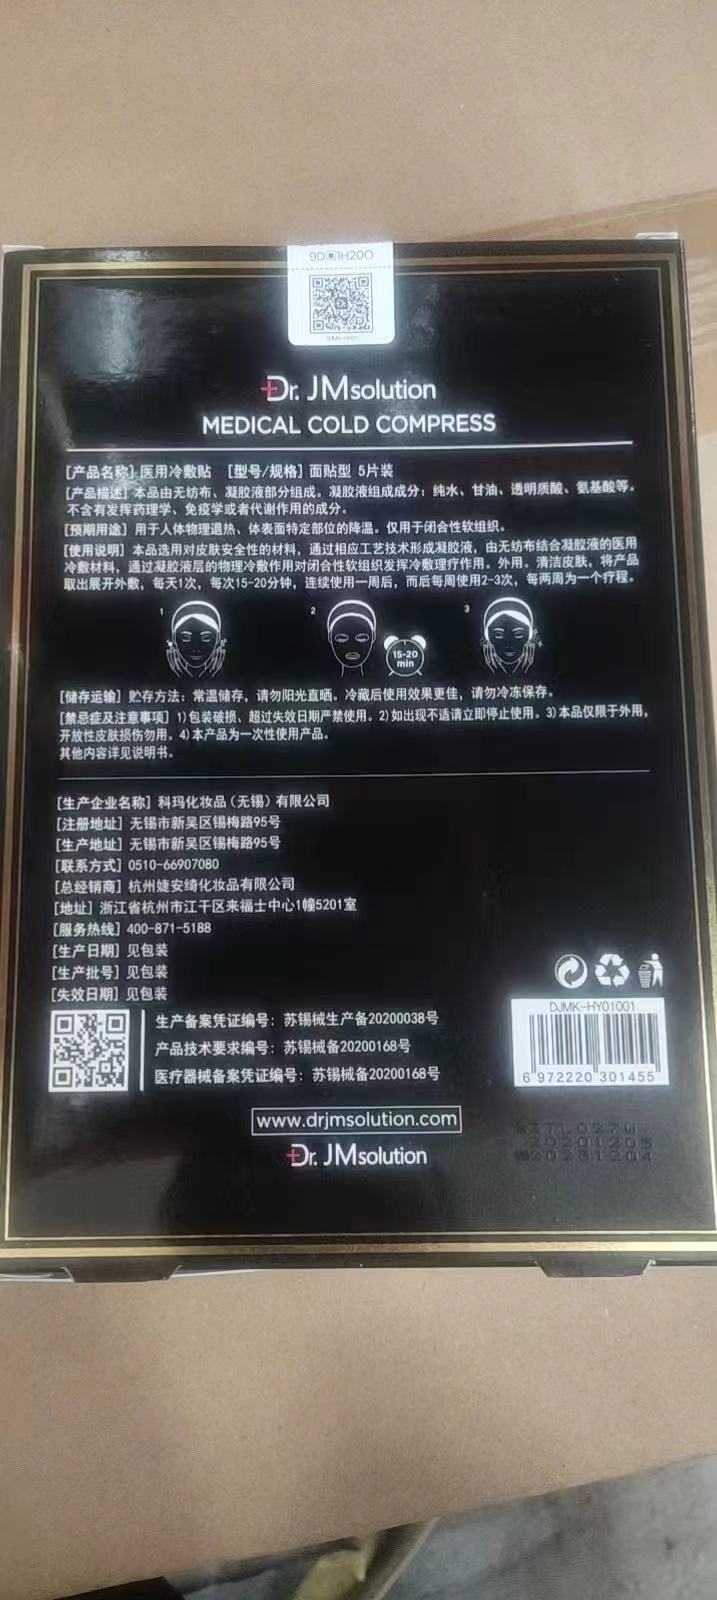 9D▣1H20O
Dr. JMsolution
MEDICAL COLD COMPRESS
[产品名称] 医用冷敷贴 [型号/规格] 面贴型 5片装
[产品描述] 本品由无纺布、凝胶液部分组成。凝胶液组成成分：纯水、甘油、透明质酸、氨基酸等。
不含有发挥药理学、免疫学或者代谢作用的成分。
[预期用途] 用于人体物理退热、体表面特定部位的降温。仅用于闭合性软组织。
[使用说明] 本品选用对皮肤安全性的材料，通过相应工艺技术形成凝胶液，由无纺布结合凝胶液的医用
冷敷材料，通过凝胶液层的物理冷敷作用对闭合性软组织发挥冷敷理疗作用。外用。清洁皮肤，将产品
取出展开外敷，每天1次，每次15-20分钟，连续使用一周后，而后每周使用2-3次，每两周为一个疗程。
1
2
15-20
min
3
[储存运输] 贮存方法：常温储存，请勿阳光直晒。冷藏后使用效果更佳，请勿冷冻保存。
[禁忌症及注意事项] 1)包装破损、超过失效日期严禁使用。2)如出现不适请立即停止使用。3)本品仅限于外用，
开放性皮肤损伤勿用。4)本产品为一次性使用产品。
其他内容详见说明书。
[生产企业名称] 科玛化妆品（无锡）有限公司
[注册地址] 无锡市新吴区锡梅路95号
[生产地址] 无锡市新吴区锡梅路95号
[联系方式] 0510-66907080
[总经销商] 杭州婕安绮化妆品有限公司
[地址] 浙江省杭州市江干区来福士中心1幢5201室
[服务热线] 400-871-5188
[生产日期] 见包装
[生产批号] 见包装
[失效日期] 见包装
生产备案凭证编号：苏锡械生产备20200038号
产品技术要求编号：苏锡械备20200168号
医疗器械备案凭证编号：苏锡械备20200168号
DJMK-HY01001
6 972220 301455
www.drjmsolution.com
Dr. JMsolution
20201205
20231204